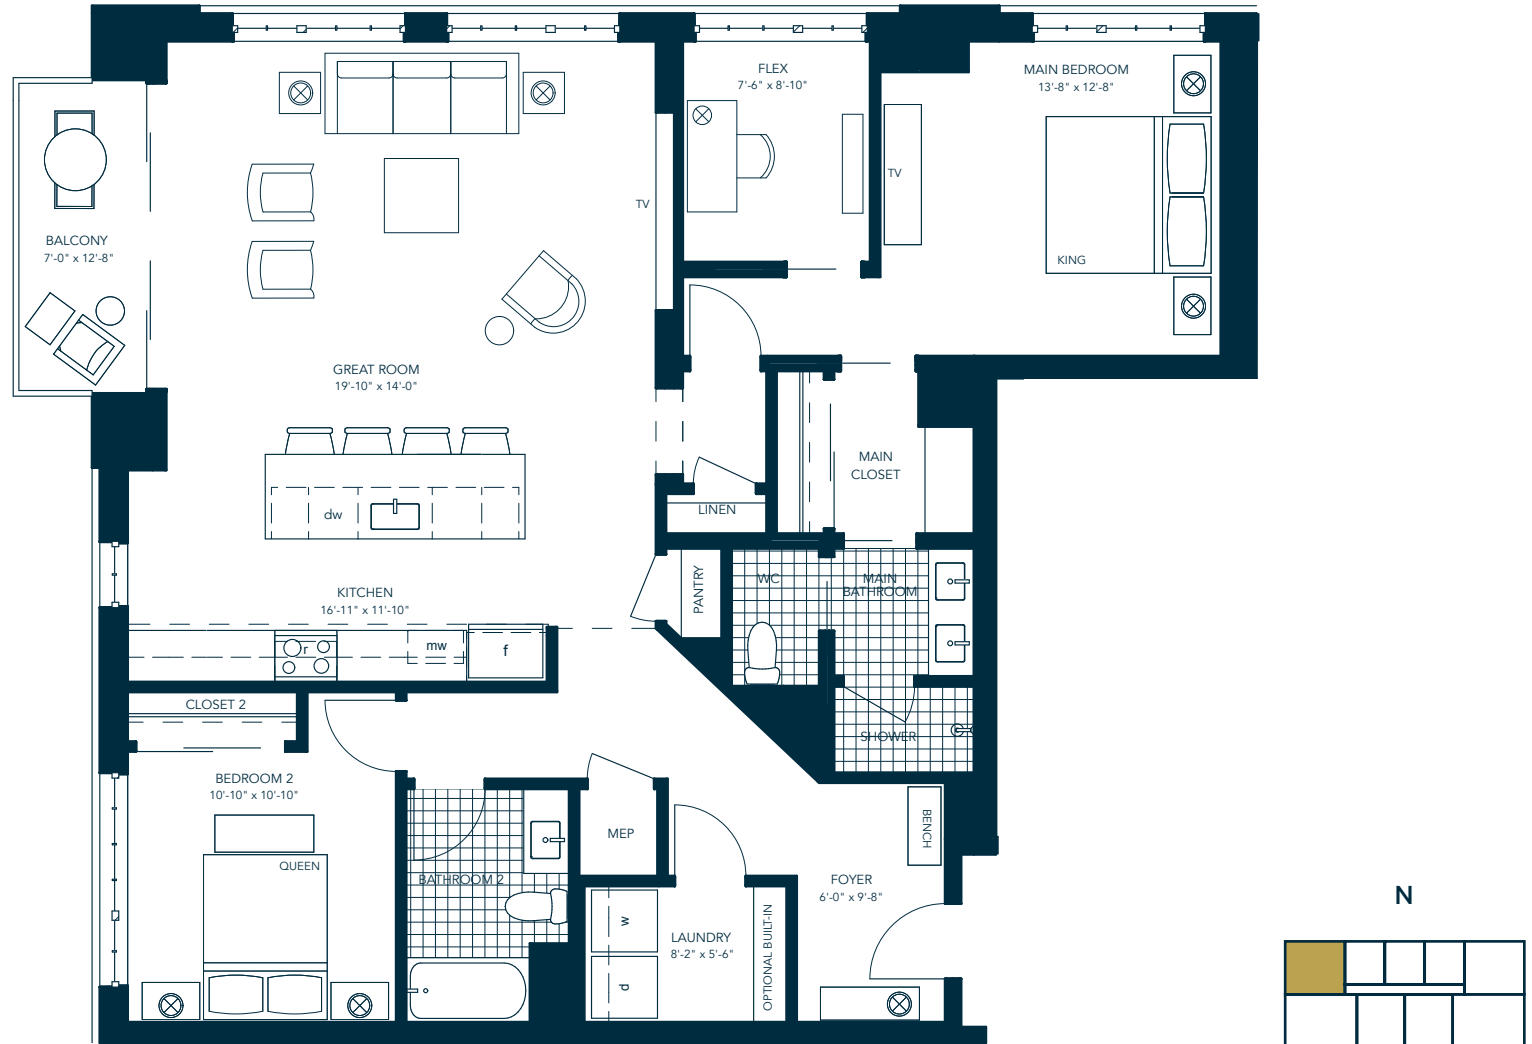 FLEX
7'-6" x 8'-10"
MAIN BEDROOM
13'-8" x 12'-8"
TV
TV
KING
BALCONY
7'-0" x 12'-8"
GREAT ROOM
19'-10" x 14'-0"
MAIN
CLOSET
LINEN
dw
KITCHEN
16'-11" x 11'-10"
PANTRY
WC
MAIN
BATHROOM
r
mw
f
CLOSET 2
SHOWER
BEDROOM 2
10'-10" x 10'-10"
QUEEN
MEP
BENCH
BATHROOM 2
FOYER
6'-0" x 9'-8"
w
LAUNDRY
8'-2" x 5'-6"
d
OPTIONAL BUILT-IN
N